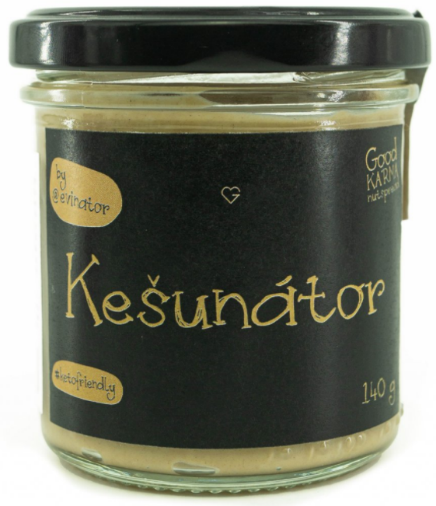 by
@evinator
Good
KARMA
Kešunátor
#ketofriendly
140 g